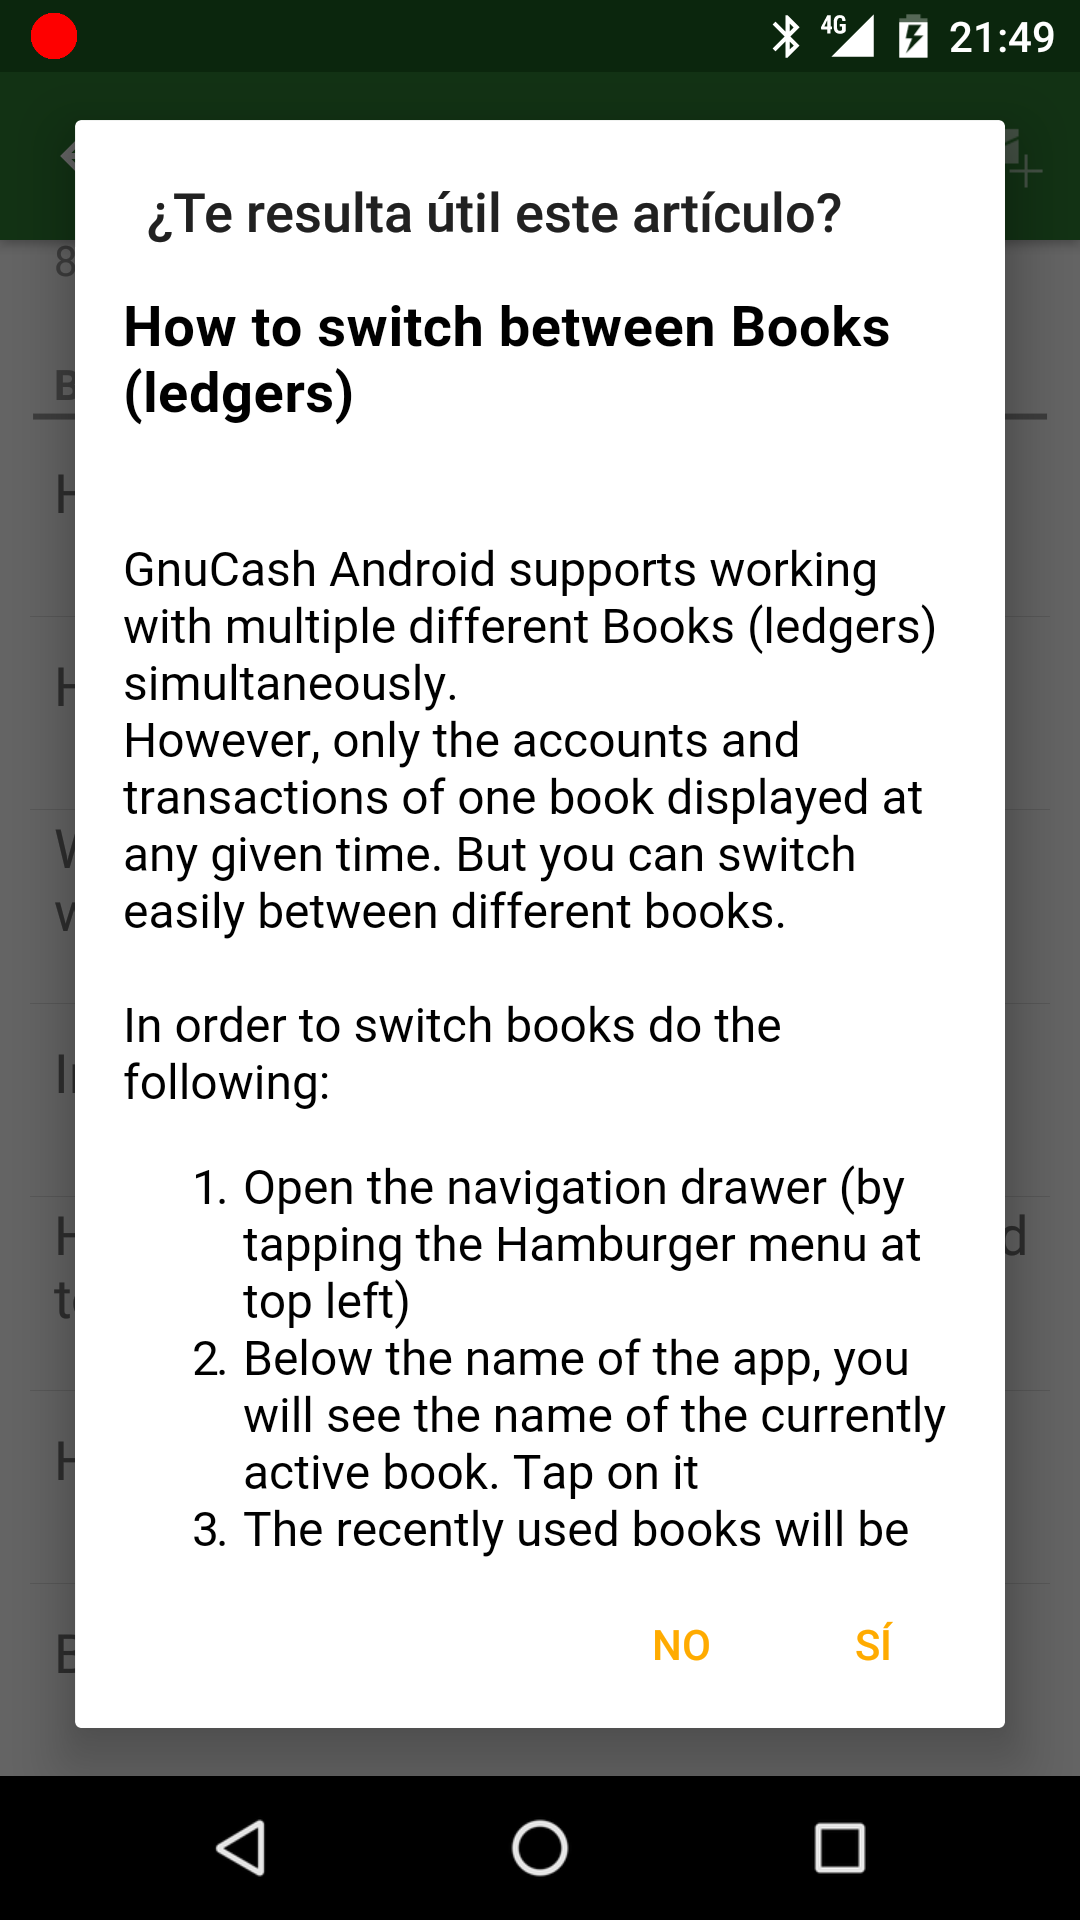 4G 21:49
¿Te resulta útil este artículo?
How to switch between Books
(ledgers)
GnuCash Android supports working
with multiple different Books (ledgers)
simultaneously.
However, only the accounts and
transactions of one book displayed at
any given time. But you can switch
easily between different books.
In order to switch books do the
following:
1. Open the navigation drawer (by
tapping the Hamburger menu at
top left)
2. Below the name of the app, you
will see the name of the currently
active book. Tap on it
3. The recently used books will be
NO SÍ